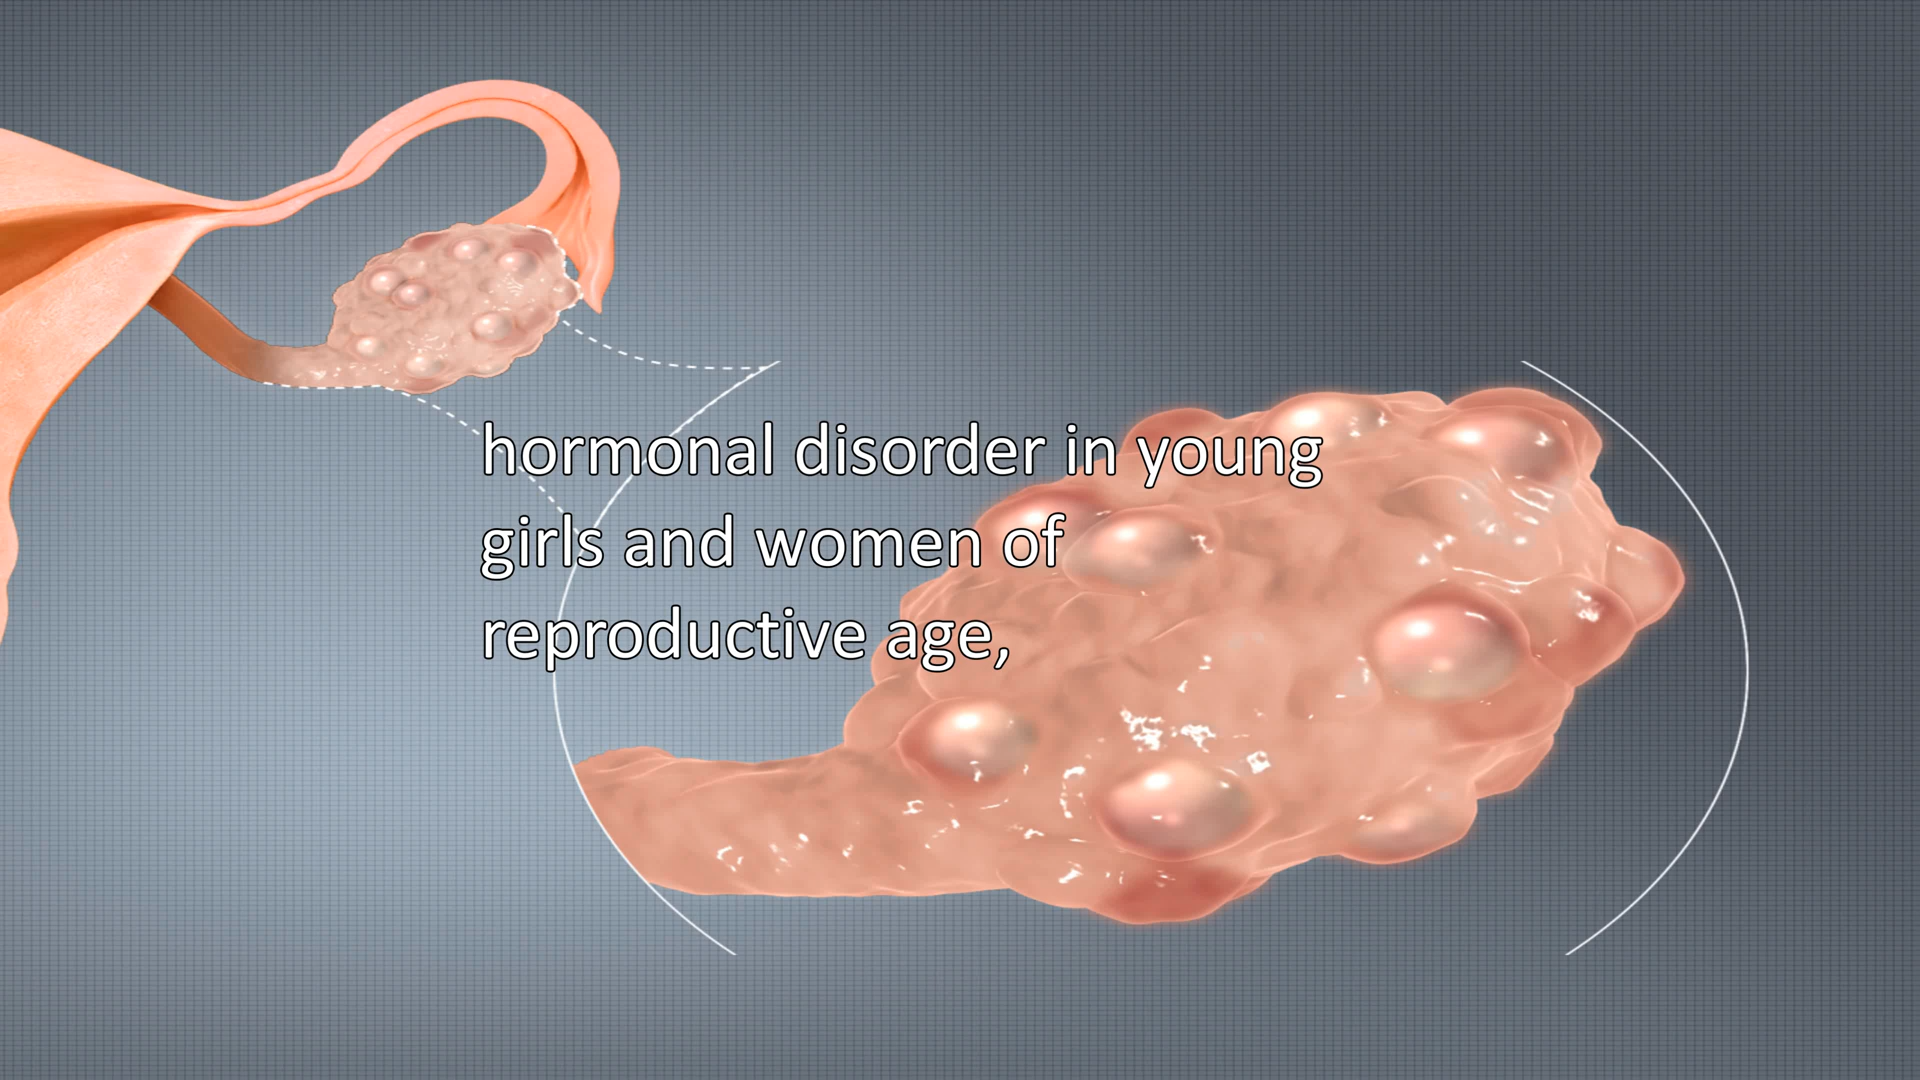 hormonal disorder in young
girls and women of
reproductive age,